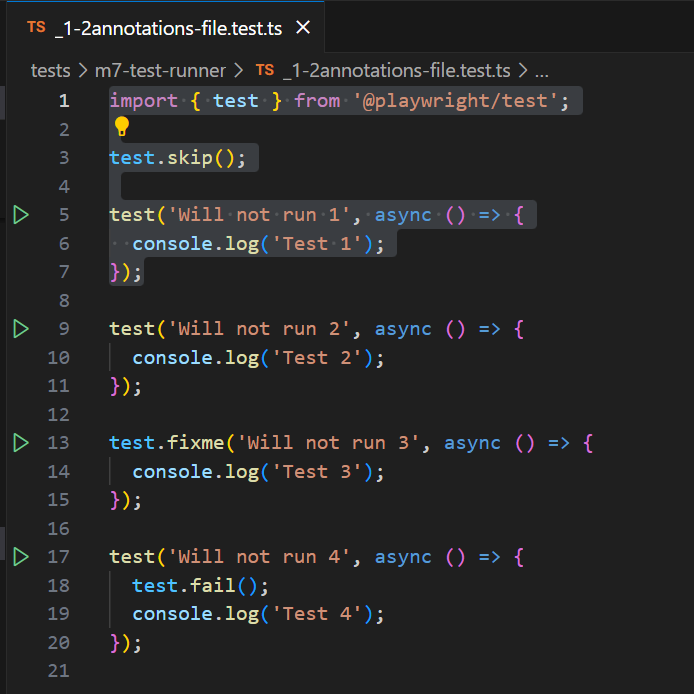 TS _1-2annotations-file.test.ts ×
tests > m7-test-runner > TS _1-2annotations-file.test.ts > ...
1 import { test } from '@playwright/test';
2
3 test.skip();
4
5 test('Will not run 1', async () => {
6   console.log('Test 1');
7 });
8
9 test('Will not run 2', async () => {
10   console.log('Test 2');
11 });
12
13 test.fixme('Will not run 3', async () => {
14   console.log('Test 3');
15 });
16
17 test('Will not run 4', async () => {
18   test.fail();
19   console.log('Test 4');
20 });
21